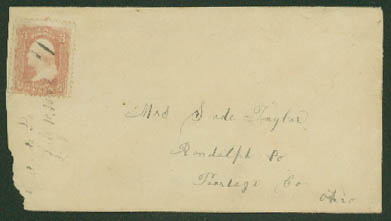 Mrs Sade Taylor
Randolph Po
Portage Co
Ohio